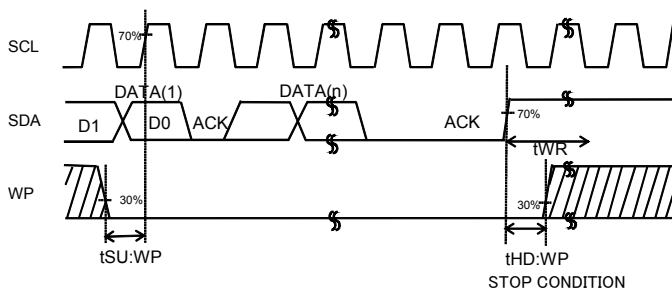 SCL
70%
DATA(1)
DATA(n)
SDA
D1
D0
ACK
ACK
70%
tWR
WP
30%
30%
tSU:WP
tHD:WP
STOP CONDITION